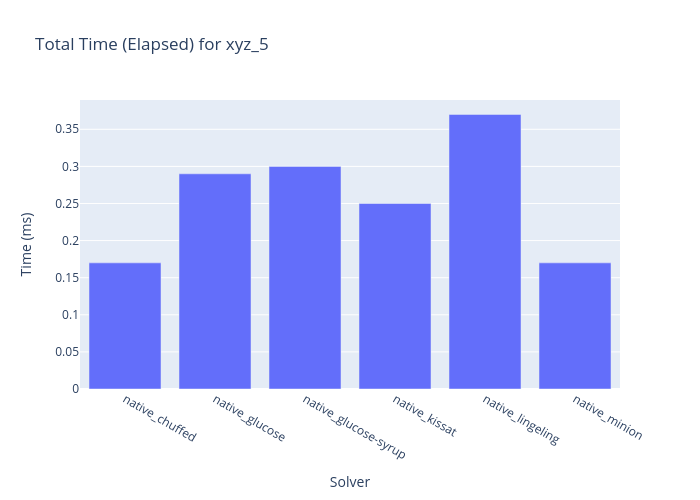 Total Time (Elapsed) for xyz_5
Time (ms)
0.35
0.3
0.25
0.2
0.15
0.1
0.05
0
native_chuffed
native_glucose
native_glucose-syrup
native_kissat
native_lingeling
native_minion
Solver